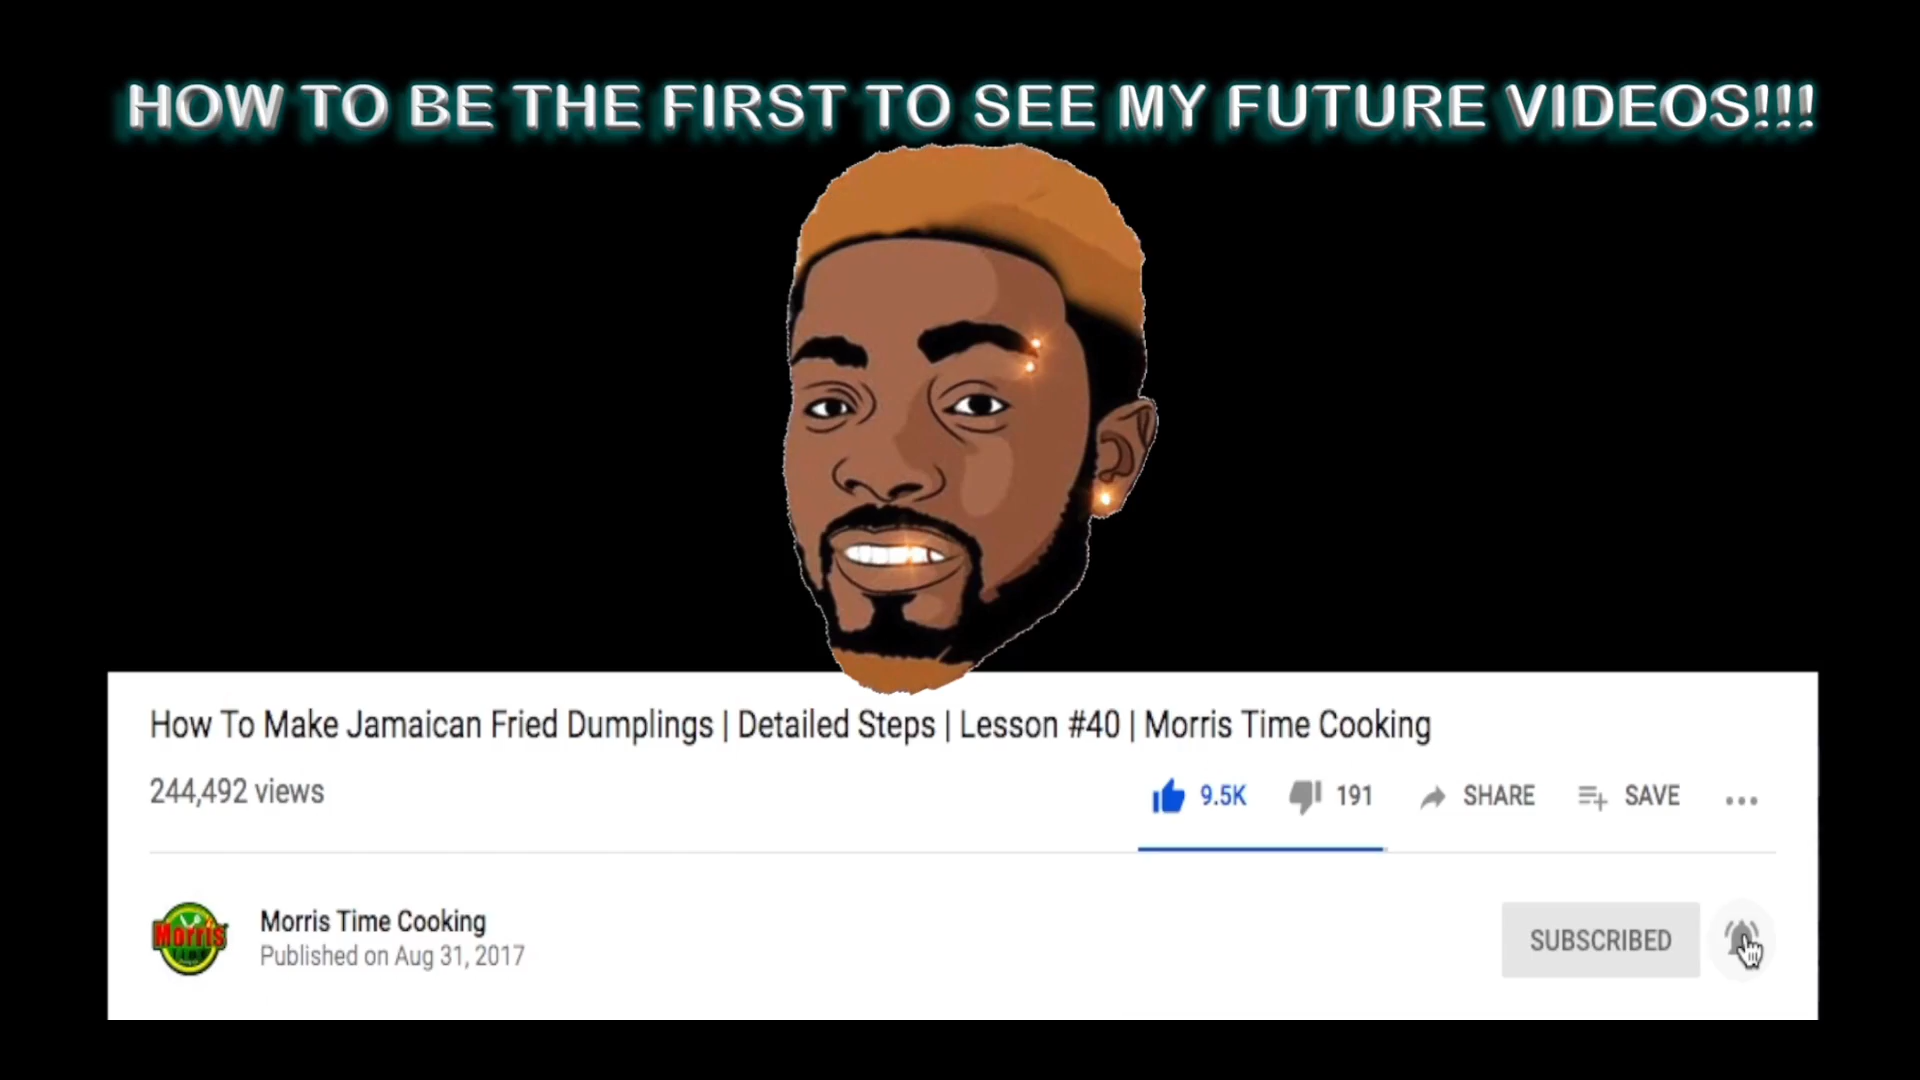 HOW TO BE THE FIRST TO SEE MY FUTURE VIDEOS!!!
How To Make Jamaican Fried Dumplings | Detailed Steps | Lesson #40 | Morris Time Cooking
244,492 views
9.5K 191 SHARE SAVE
Morris
Morris Time Cooking
Published on Aug 31, 2017
SUBSCRIBED